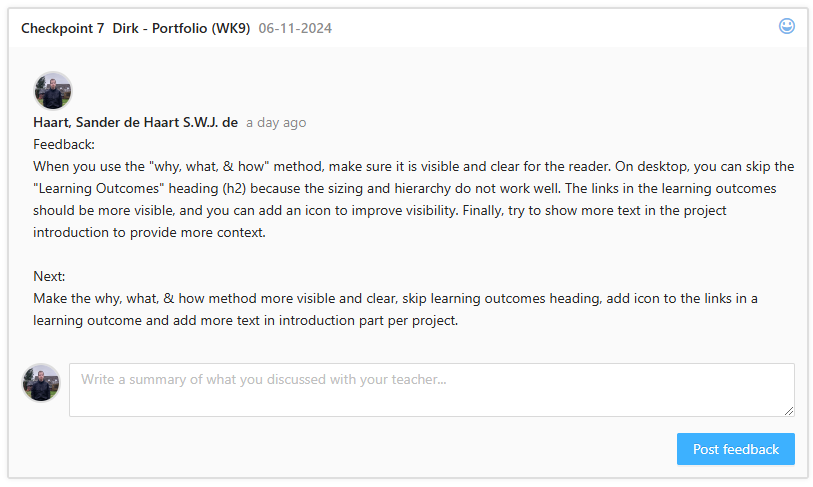 Checkpoint 7 Dirk - Portfolio (WK9) 06-11-2024
Haart, Sander de Haart S.W.J. de a day ago
Feedback:
When you use the "why, what, & how" method, make sure it is visible and clear for the reader. On desktop, you can skip the
"Learning Outcomes" heading (h2) because the sizing and hierarchy do not work well. The links in the learning outcomes
should be more visible, and you can add an icon to improve visibility. Finally, try to show more text in the project
introduction to provide more context.
Next:
Make the why, what, & how method more visible and clear, skip learning outcomes heading, add icon to the links in a
learning outcome and add more text in introduction part per project.
Write a summary of what you discussed with your teacher...
Post feedback